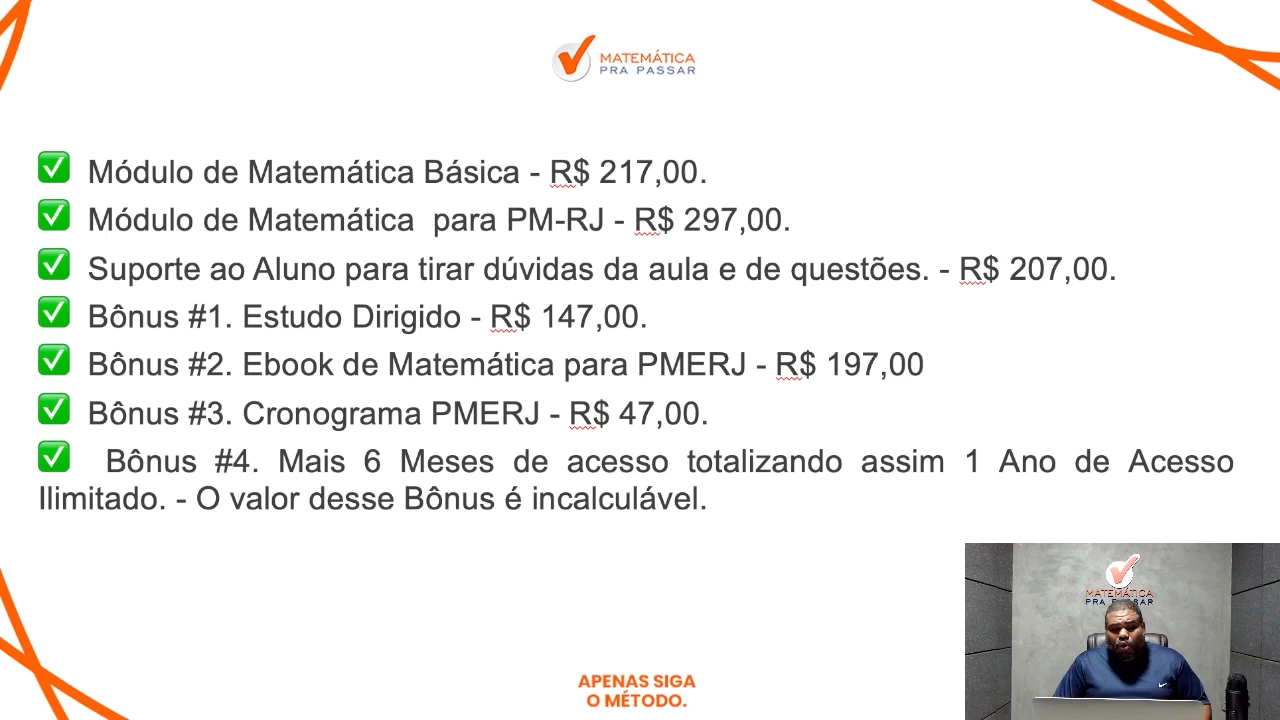 MATEMÁTICA
PRA PASSAR
✅ Módulo de Matemática Básica - R$ 217,00.
✅ Módulo de Matemática  para PM-RJ - R$ 297,00.
✅ Suporte ao Aluno para tirar dúvidas da aula e de questões. - R$ 207,00.
✅ Bônus #1. Estudo Dirigido - R$ 147,00.
✅ Bônus #2. Ebook de Matemática para PMERJ - R$ 197,00
✅ Bônus #3. Cronograma PMERJ - R$ 47,00.
✅ Bônus #4. Mais 6 Meses de acesso totalizando assim 1 Ano de Acesso
Ilimitado. - O valor desse Bônus é incalculável.
MATEMÁTICA
PRA PASSAR
APENAS SIGA
O MÉTODO.